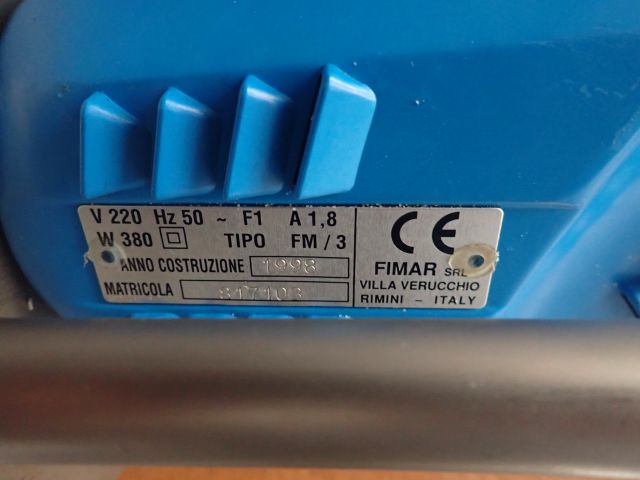 V 220 Hz 50 ~ F1 A 1,8
W 380 TIPO FM / 3
ANNO COSTRUZIONE 1998
MATRICOLA 817103
CE
FIMAR SRL
VILLA VERUCCHIO
RIMINI - ITALY